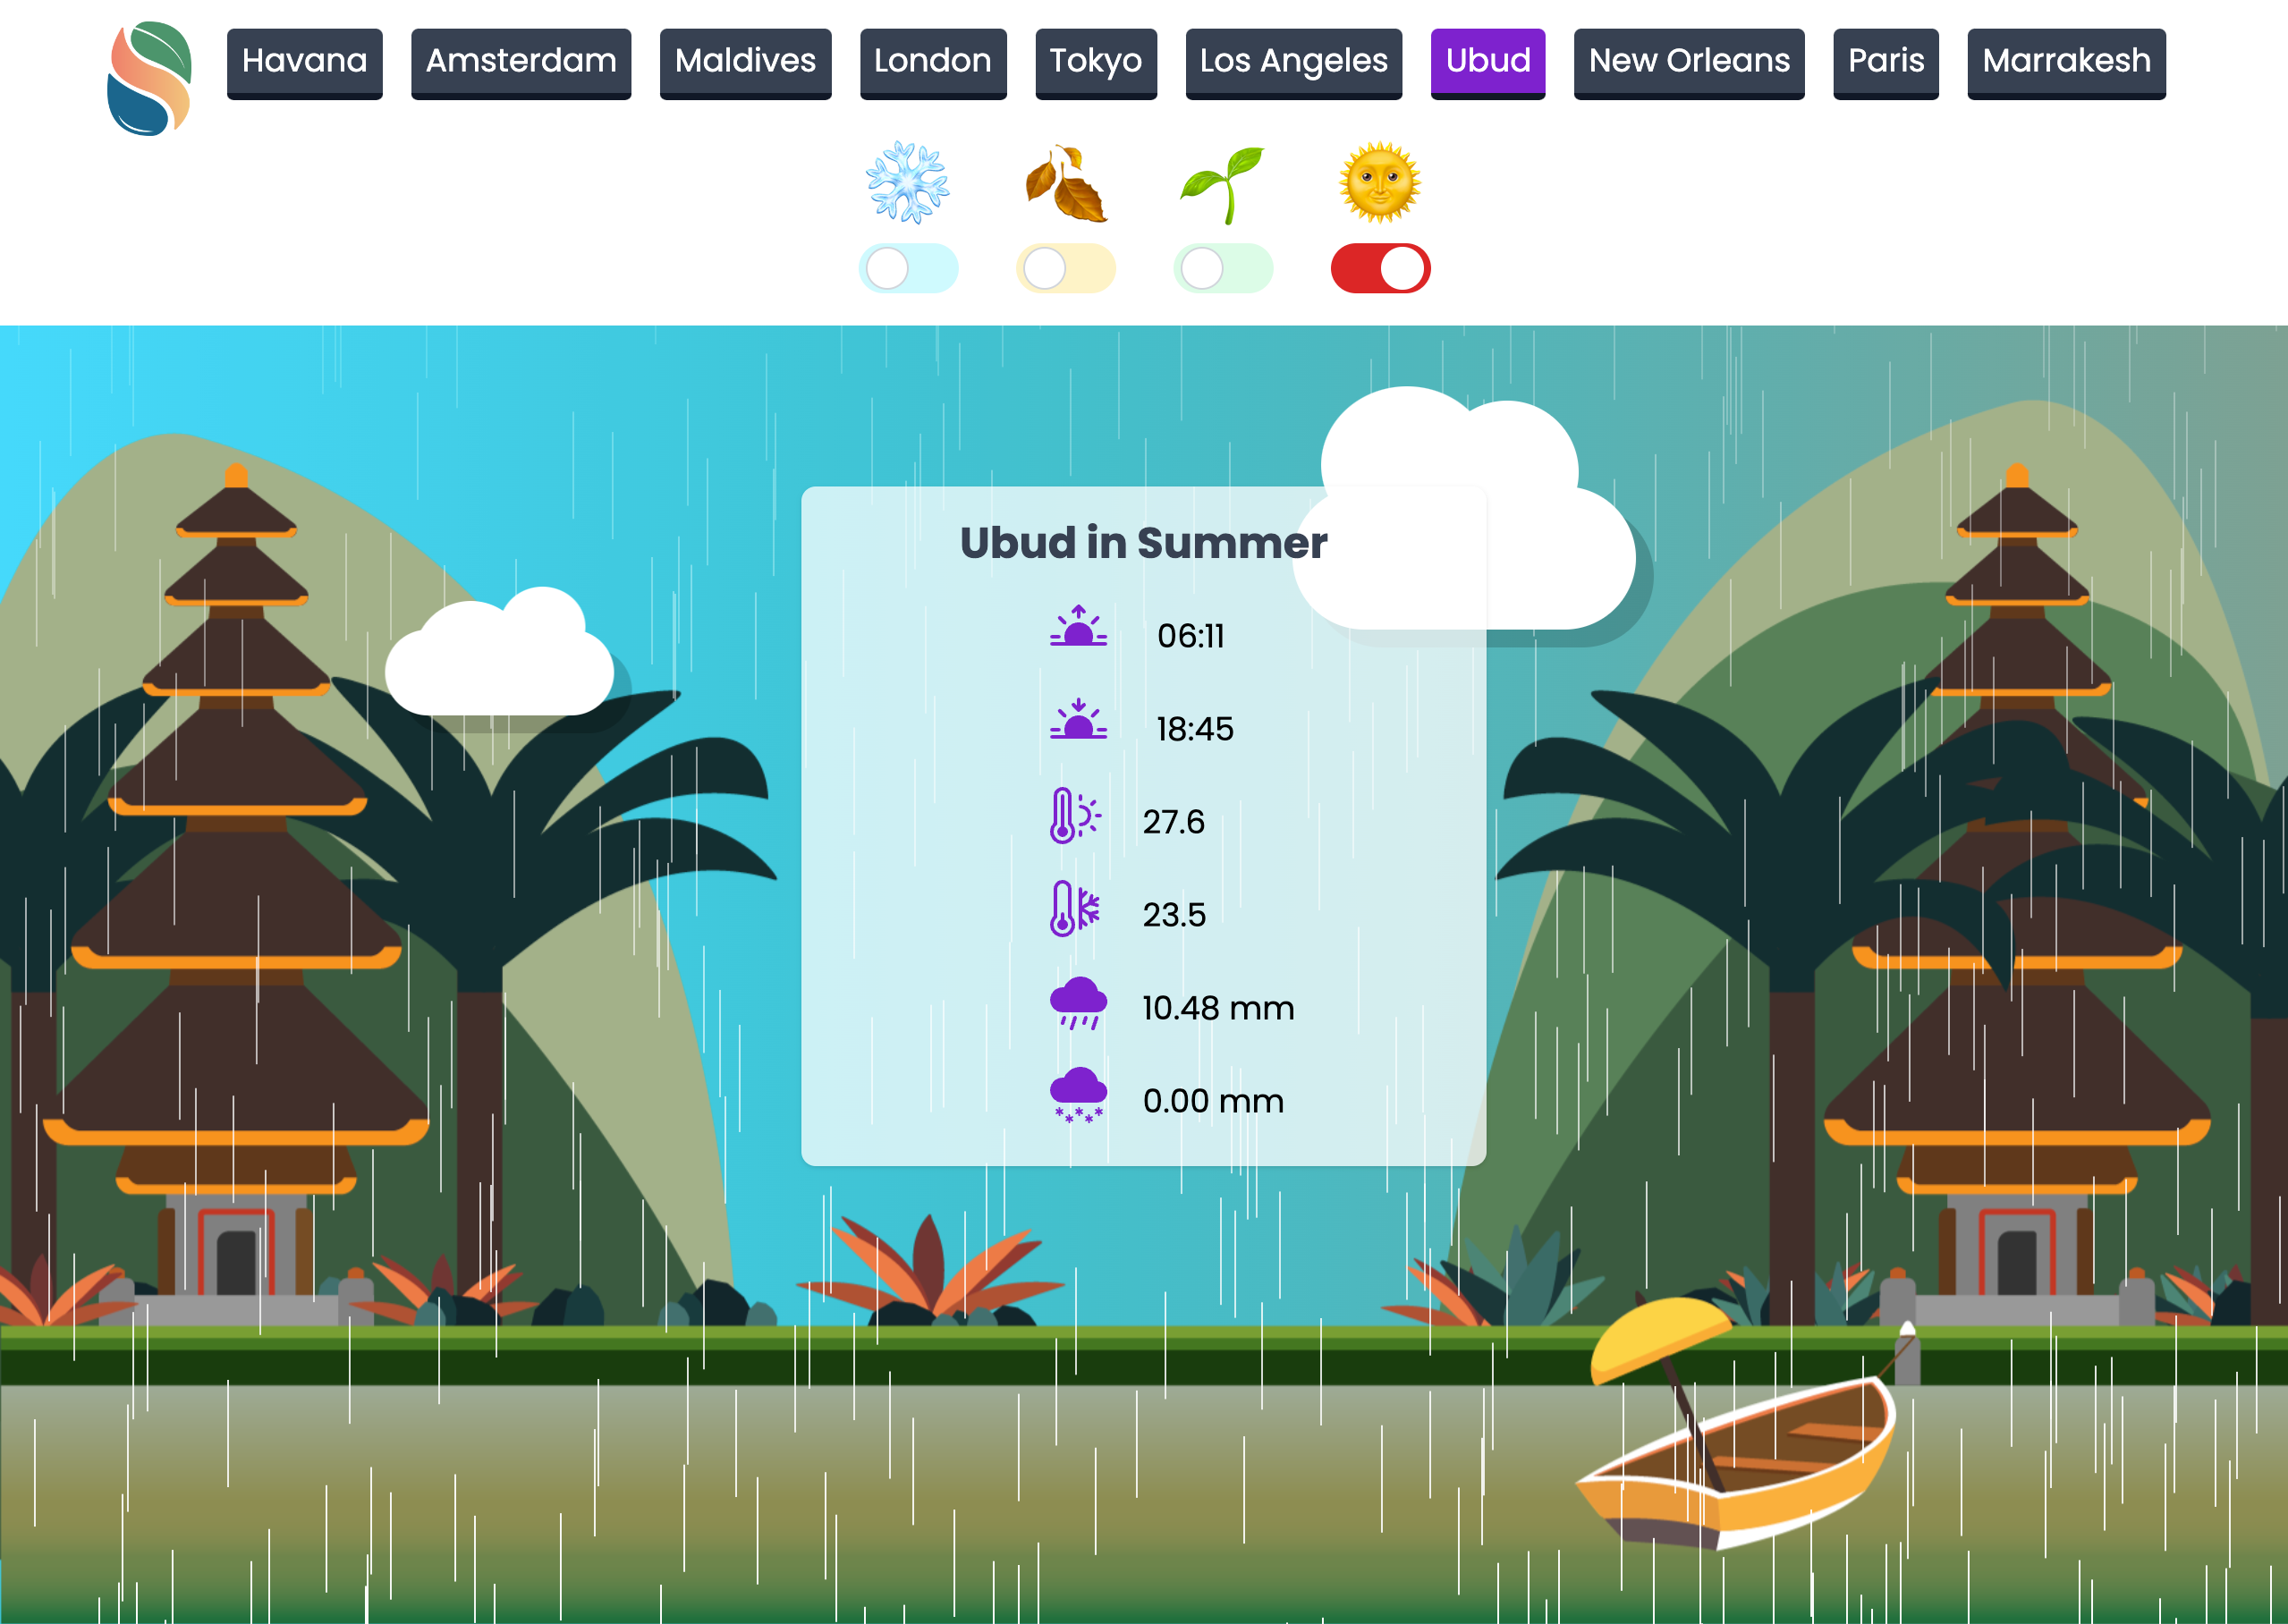 Havana Amsterdam Maldives London Tokyo Los Angeles Ubud New Orleans Paris Marrakesh
Ubud in Summer
06:11
18:45
27.6
23.5
10.48 mm
0.00 mm